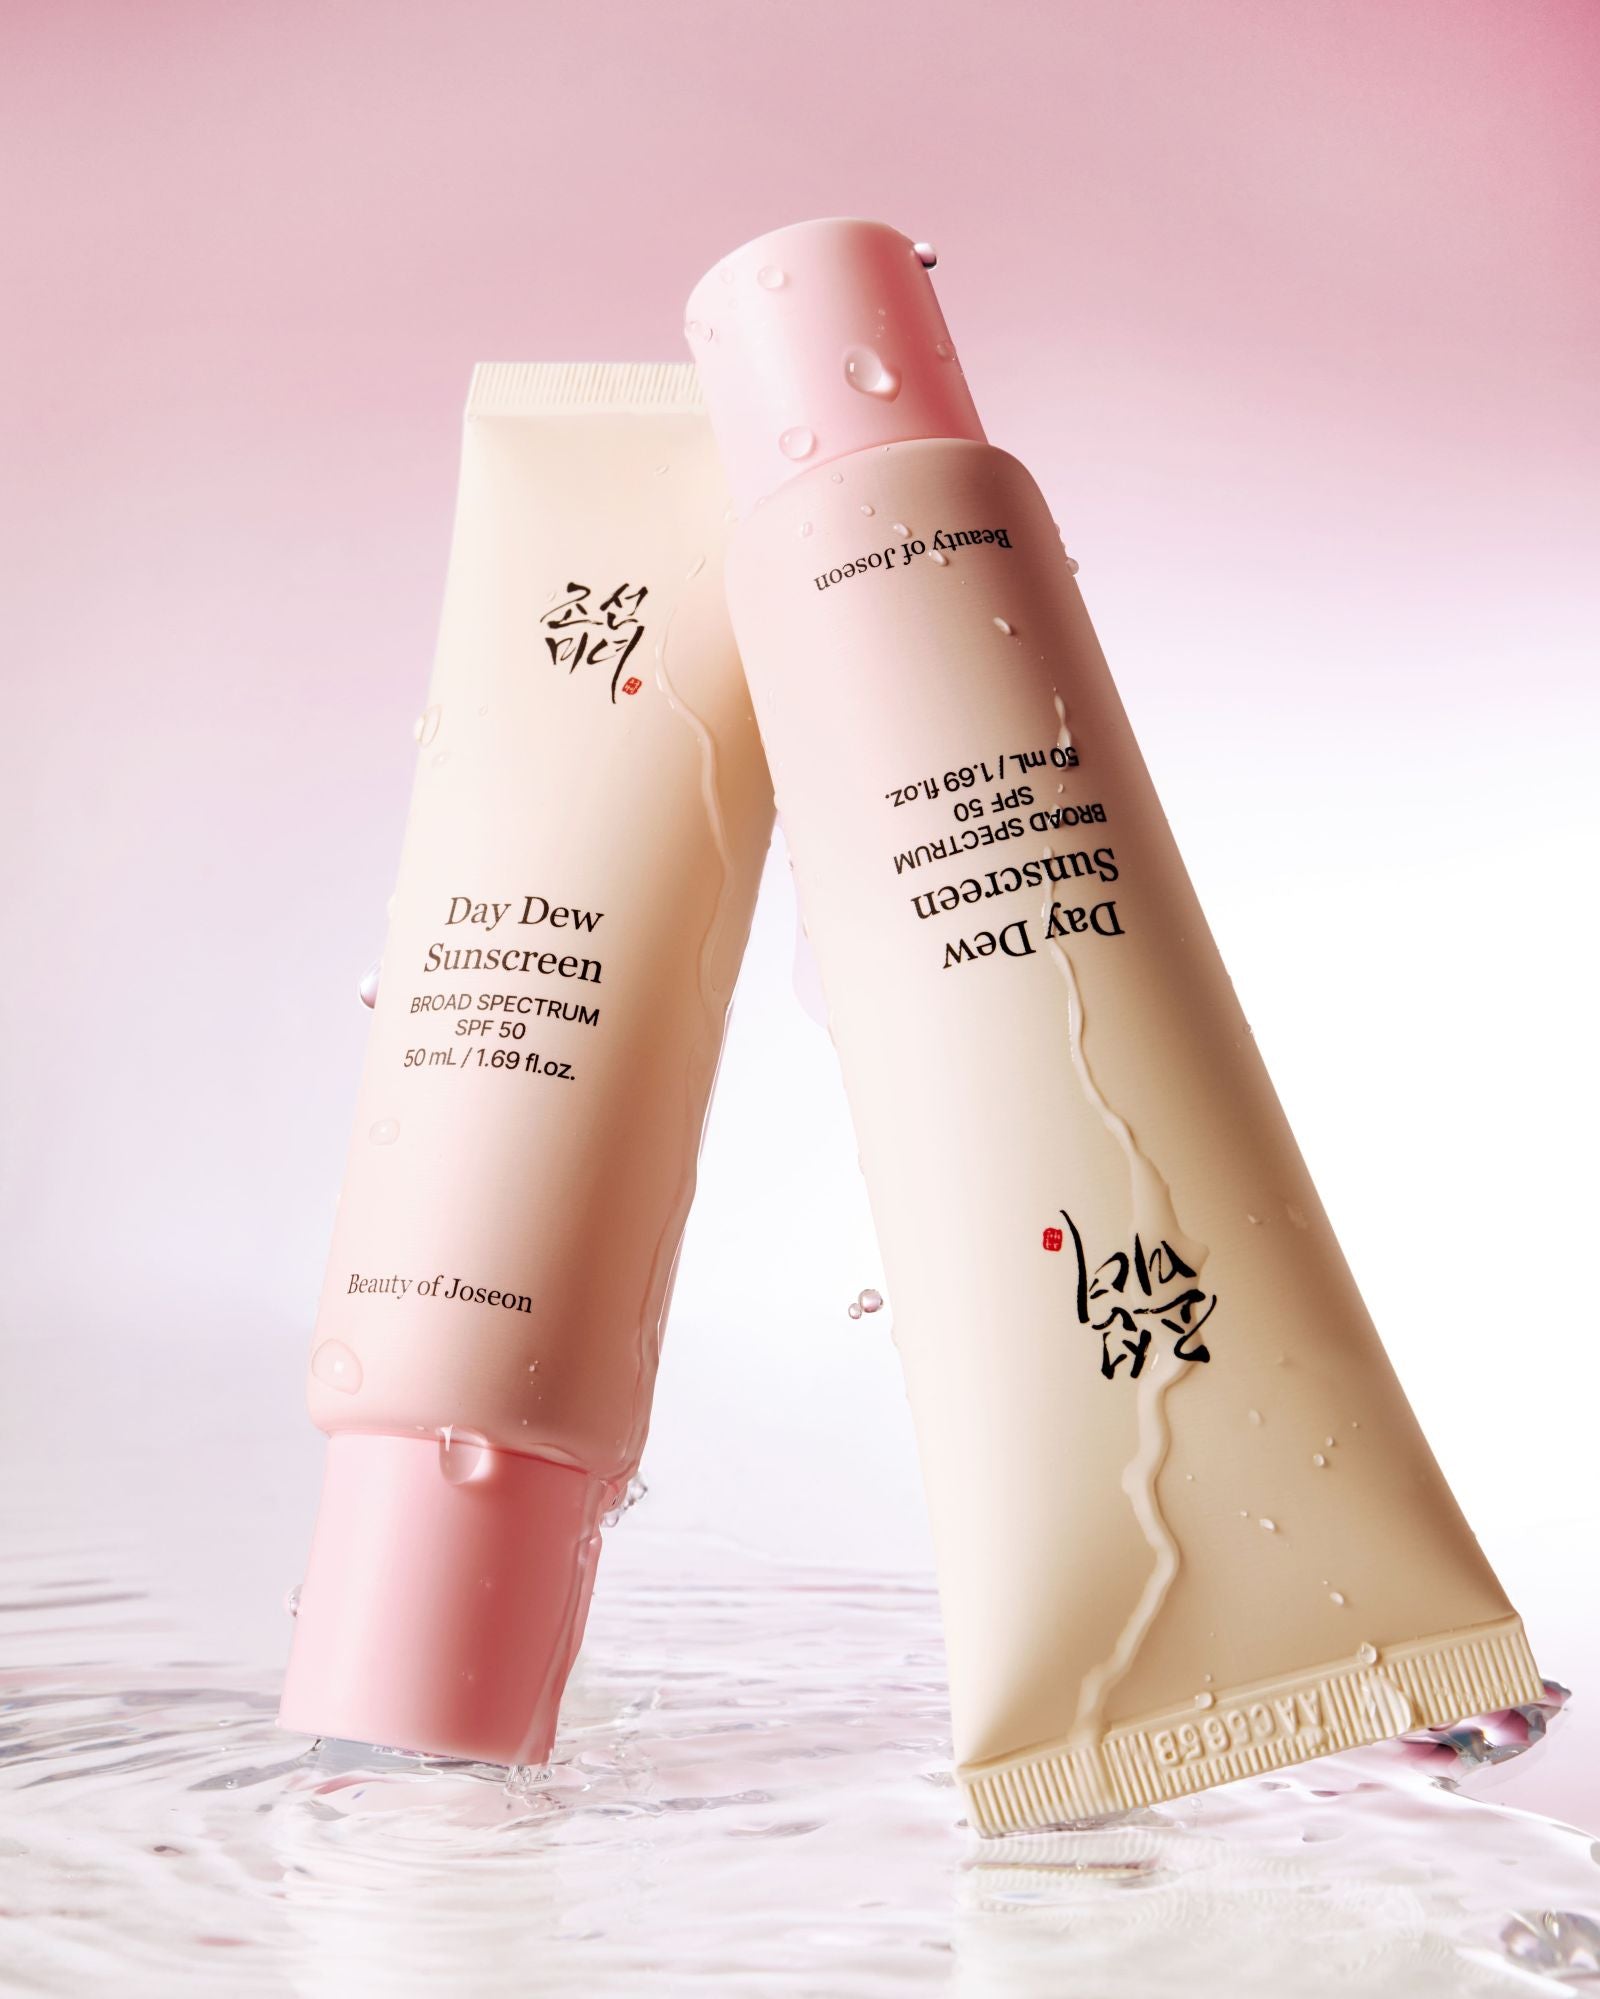 조선
미녀
Day Dew
Sunscreen
BROAD SPECTRUM
SPF 50
50 mL / 1.69 fl.oz.
Beauty of Joseon
조선
미녀
Day Dew
Sunscreen
BROAD SPECTRUM
SPF 50
50 mL / 1.69 fl.oz.
Beauty of Joseon